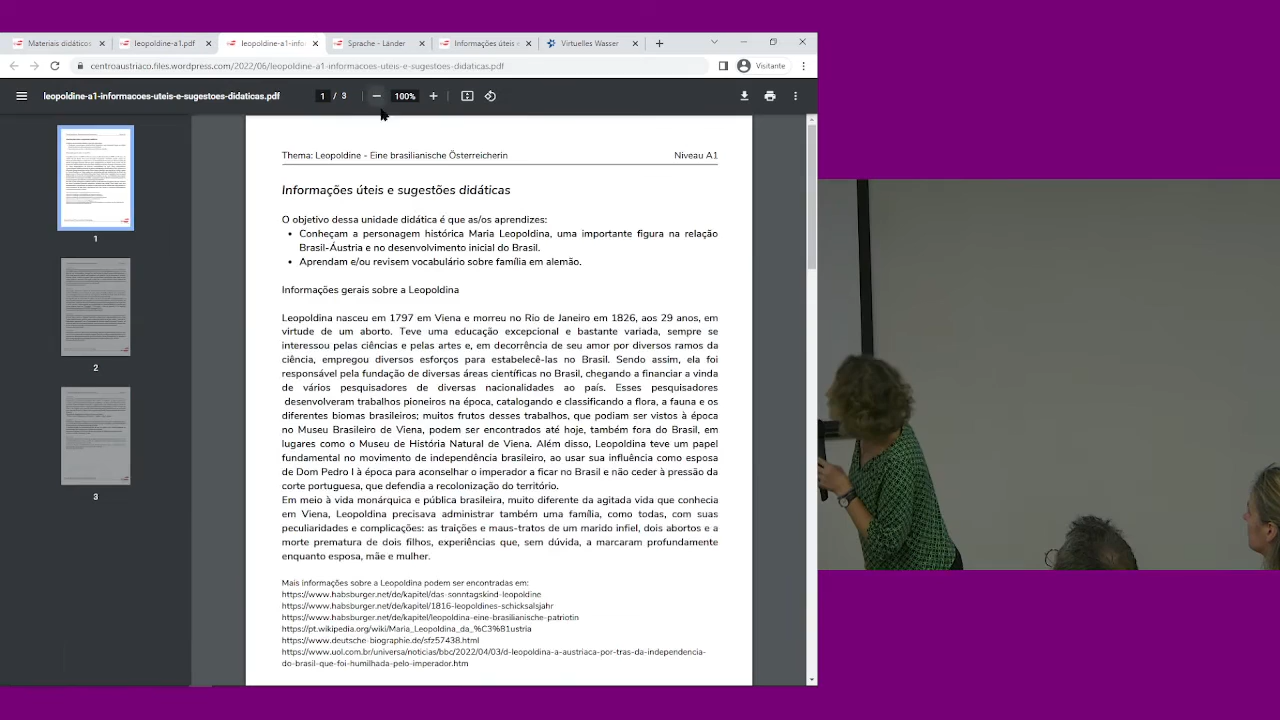 Materiais didáticos
leopoldine-a1.pdf
leopoldine-a1-info
Sprache - Länder
Informações úteis e
Virtuelles Wasser
centroaustriaco.files.wordpress.com/2022/06/leopoldine-a1-informacoes-uteis-e-sugestoes-didaticas.pdf
Visitante
leopoldine-a1-informacoes-uteis-e-sugestoes-didaticas.pdf
1 / 3
100%
1
2
3
Thema: Leopoldine - Eine brasilianische Österreicherin Niveau A1
Informações úteis e sugestões didáticas
O objetivo dessa unidade didática é que as/os aprendizes:
• Conheçam a personagem histórica Maria Leopoldina, uma importante figura na relação
Brasil-Áustria e no desenvolvimento inicial do Brasil.
• Aprendam e/ou revisem vocabulário sobre família em alemão.
Informações gerais sobre a Leopoldina
Leopoldina nasceu em 1797 em Viena e morreu no Rio de Janeiro em 1826, aos 29 anos, em
virtude de um aborto. Teve uma educação excepcional e bastante variada, sempre se
interessou pelas ciências e pelas artes e, em decorrência de seu amor por diversos ramos da
ciência, empregou diversos esforços para estabelecê-las no Brasil. Sendo assim, ela foi
responsável pela fundação de diversas áreas científicas no Brasil, chegando a financiar a vinda
de vários pesquisadores de diversas nacionalidades ao país. Esses pesquisadores
desenvolveram trabalhos pioneiros na época, catalogando e classificando a flora, a fauna e os
diferentes biomas brasileiros; muitos frutos desses trabalhos, que podiam ser vistos à época
no Museu Brasileiro de Viena, podem ser encontrados até hoje, também fora do Brasil, em
lugares como o Museu de História Natural de Viena. Além disso, Leopoldina teve um papel
fundamental no movimento de independência brasileiro, ao usar sua influência como esposa
de Dom Pedro I à época para aconselhar o imperador a ficar no Brasil e não ceder à pressão da
corte portuguesa, que defendia a recolonização do território.
Em meio à vida monárquica e pública brasileira, muito diferente da agitada vida que conhecia
em Viena, Leopoldina precisava administrar também uma família, como todas, com suas
peculiaridades e complicações: as traições e maus-tratos de um marido infiel, dois abortos e a
morte prematura de dois filhos, experiências que, sem dúvida, a marcaram profundamente
enquanto esposa, mãe e mulher.
Mais informações sobre a Leopoldina podem ser encontradas em:
https://www.habsburger.net/de/kapitel/das-sonntagskind-leopoldine
https://www.habsburger.net/de/kapitel/1816-leopoldines-schicksalsjahr
https://www.habsburger.net/de/kapitel/leopoldina-eine-brasilianische-patriotin
https://pt.wikipedia.org/wiki/Maria_Leopoldina_da_%C3%81ustria
https://www.deutsche-biographie.de/sfz57438.html
https://www.uol.com.br/universa/noticias/bbc/2022/04/03/d-leopoldina-a-austriaca-por-tras-da-independencia-
do-brasil-que-foi-humilhada-pelo-imperador.htm